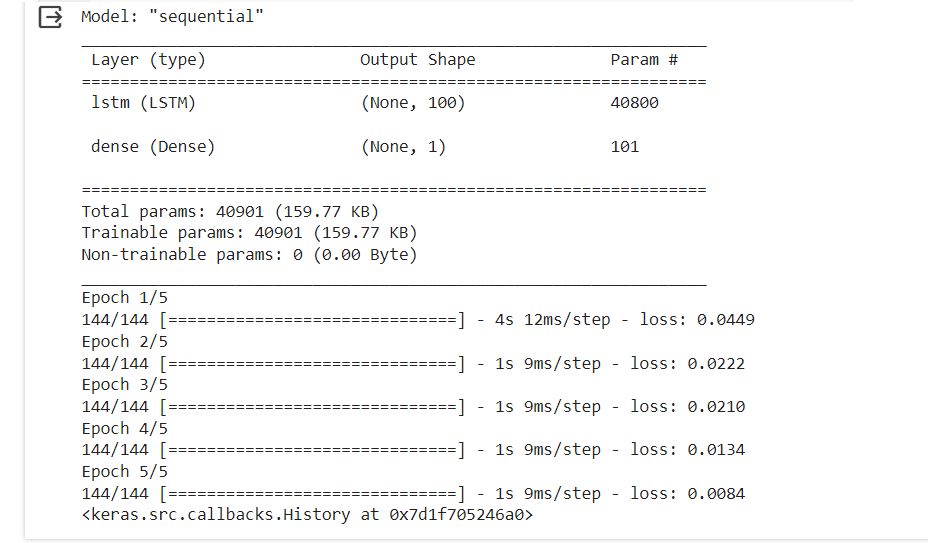 Model: "sequential"
_________________________________________________________________
Layer (type) Output Shape Param #
=================================================================
lstm (LSTM) (None, 100) 40800
dense (Dense) (None, 1) 101
=================================================================
Total params: 40901 (159.77 KB)
Trainable params: 40901 (159.77 KB)
Non-trainable params: 0 (0.00 Byte)
_________________________________________________________________
Epoch 1/5
144/144 [==============================] - 4s 12ms/step - loss: 0.0449
Epoch 2/5
144/144 [==============================] - 1s 9ms/step - loss: 0.0222
Epoch 3/5
144/144 [==============================] - 1s 9ms/step - loss: 0.0210
Epoch 4/5
144/144 [==============================] - 1s 9ms/step - loss: 0.0134
Epoch 5/5
144/144 [==============================] - 1s 9ms/step - loss: 0.0084
<keras.src.callbacks.History at 0x7d1f705246a0>